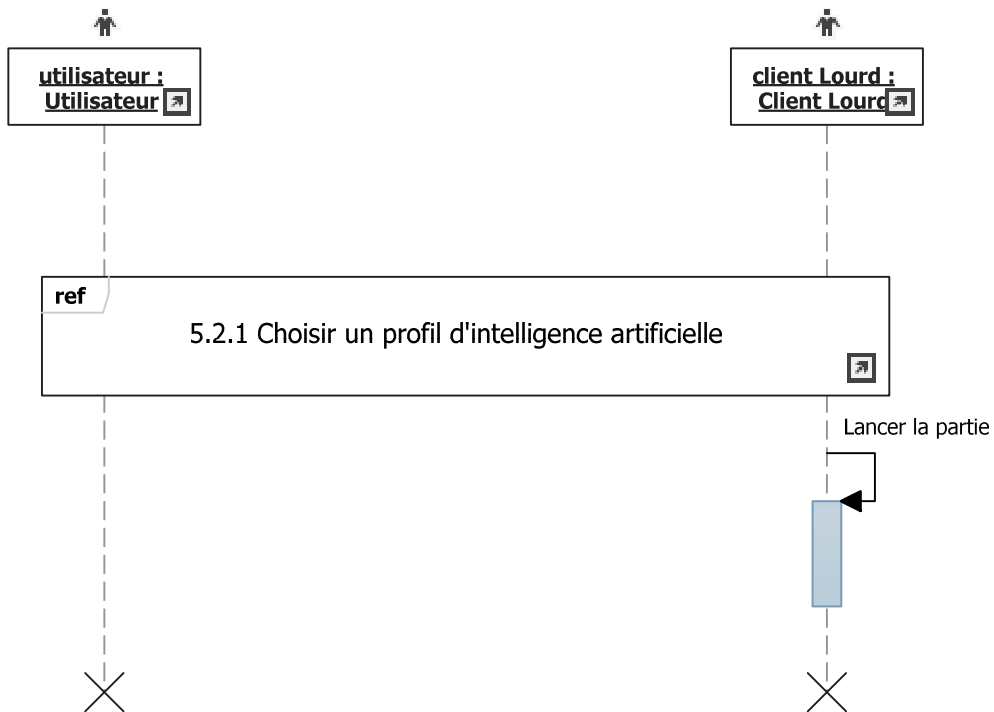 utilisateur :
Utilisateur
client Lourd :
Client Lourd
ref
5.2.1 Choisir un profil d'intelligence artificielle
Lancer la partie